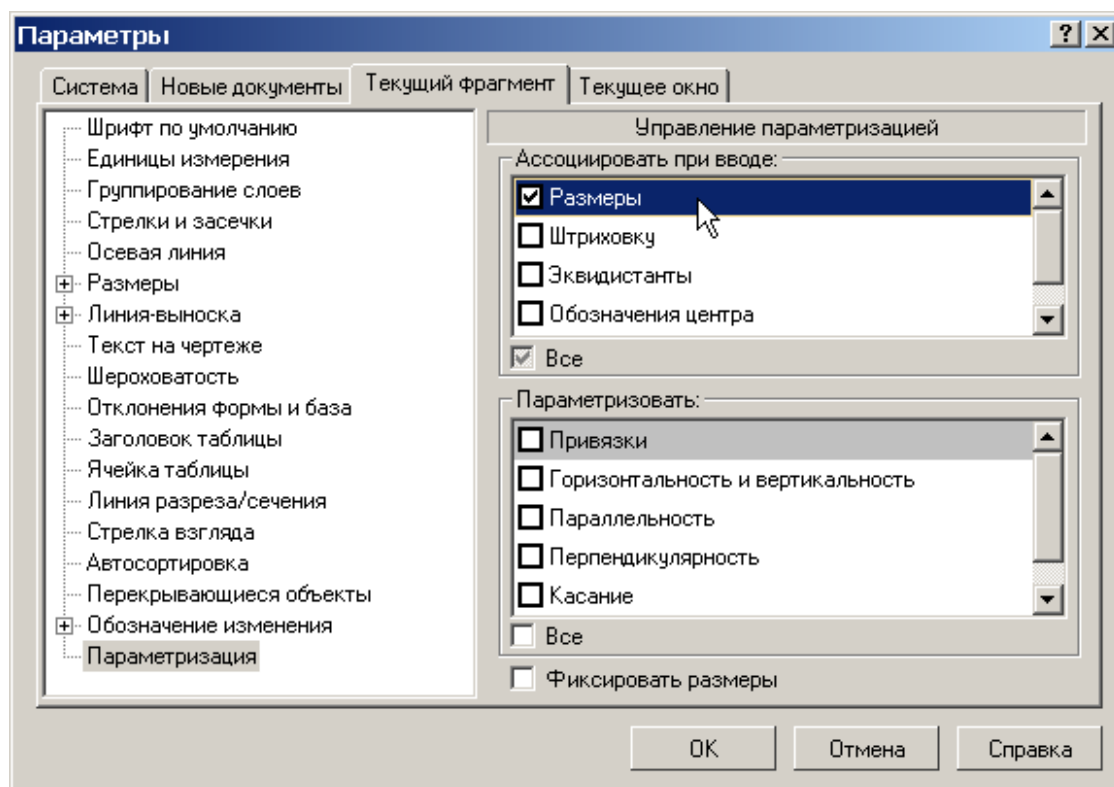 Параметры
Система
Новые документы
Текущий фрагмент
Текущее окно
Шрифт по умолчанию
Единицы измерения
Группирование слоев
Стрелки и засечки
Осевая линия
Размеры
Линия-выноска
Текст на чертеже
Шероховатость
Отклонения формы и база
Заголовок таблицы
Ячейка таблицы
Линия разреза/сечения
Стрелка взгляда
Автосортировка
Перекрывающиеся объекты
Обозначение изменения
Параметризация
Управление параметризацией
Ассоциировать при вводе:
Размеры
Штриховку
Эквидистанты
Обозначения центра
Все
Параметризовать:
Привязки
Горизонтальность и вертикальность
Параллельность
Перпендикулярность
Касание
Все
Фиксировать размеры
OK
Отмена
Справка